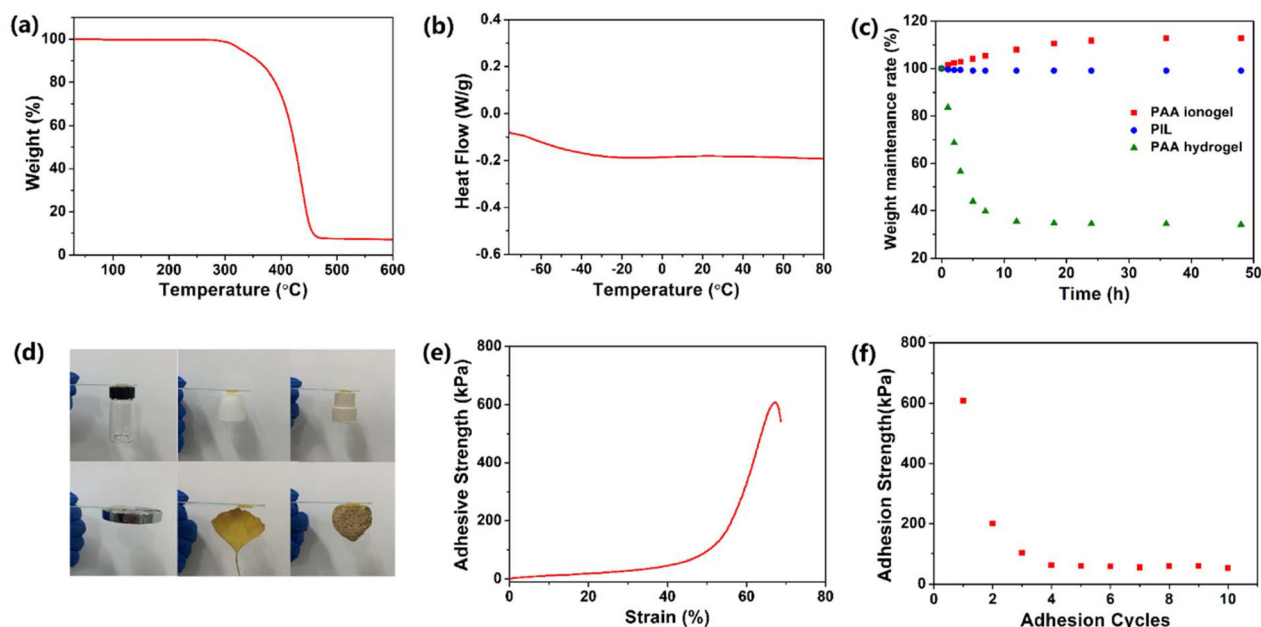 (a)
100
80
60
40
20
0
Weight (%)
100 200 300 400 500 600
Temperature (°C)
(b)
0.4
0.2
0.0
-0.2
-0.4
-0.6
Heat Flow (W/g)
-60 -40 -20 0 20 40 60 80
Temperature (°C)
(c)
120
100
80
60
40
20
Weight maintenance rate (%)
PAA ionogel
PIL
PAA hydrogel
0 10 20 30 40 50
Time (h)
(d)
(e)
800
600
400
200
0
Adhesive Strength (kPa)
0 20 40 60 80
Strain (%)
(f)
800
600
400
200
0
Adhesion Strength(kPa)
0 2 4 6 8 10
Adhesion Cycles